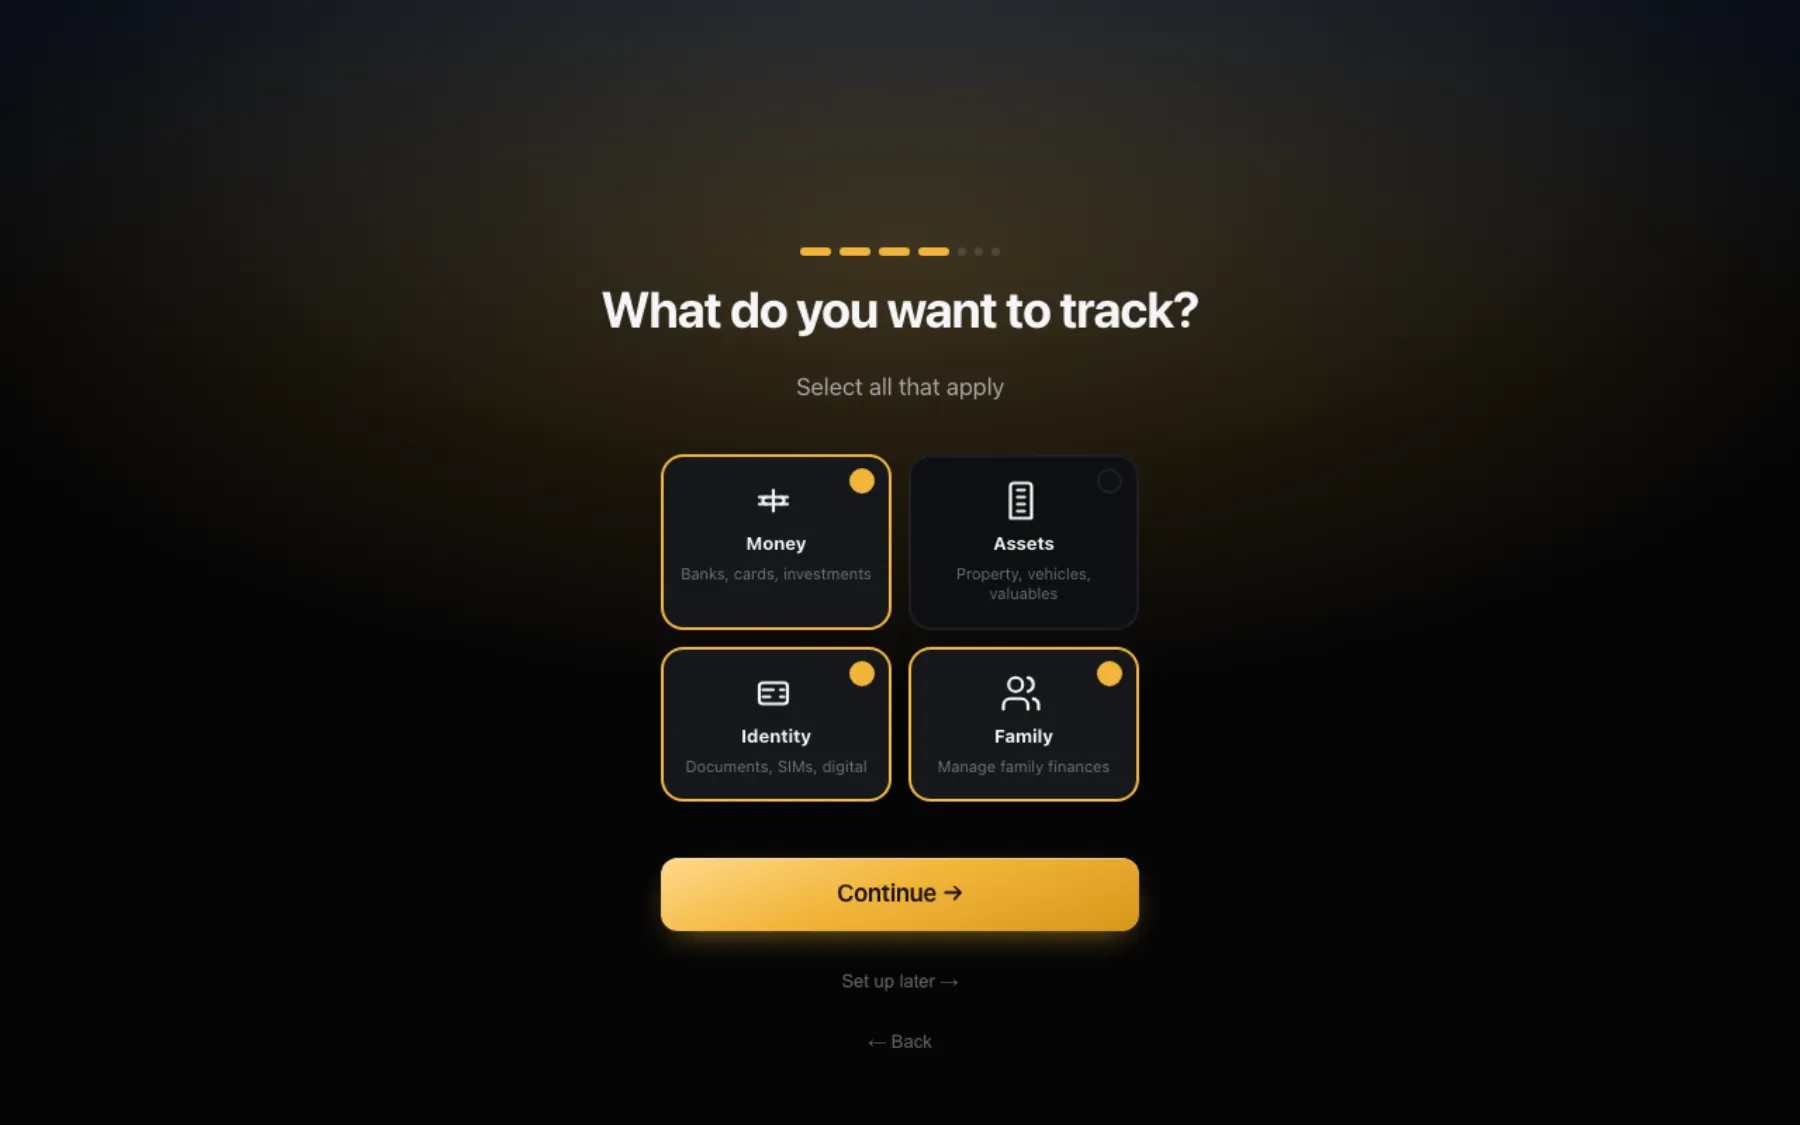 What do you want to track?
Select all that apply
Money
Banks, cards, investments
Assets
Property, vehicles,
valuables
Identity
Documents, SIMs, digital
Family
Manage family finances
Continue →
Set up later →
← Back